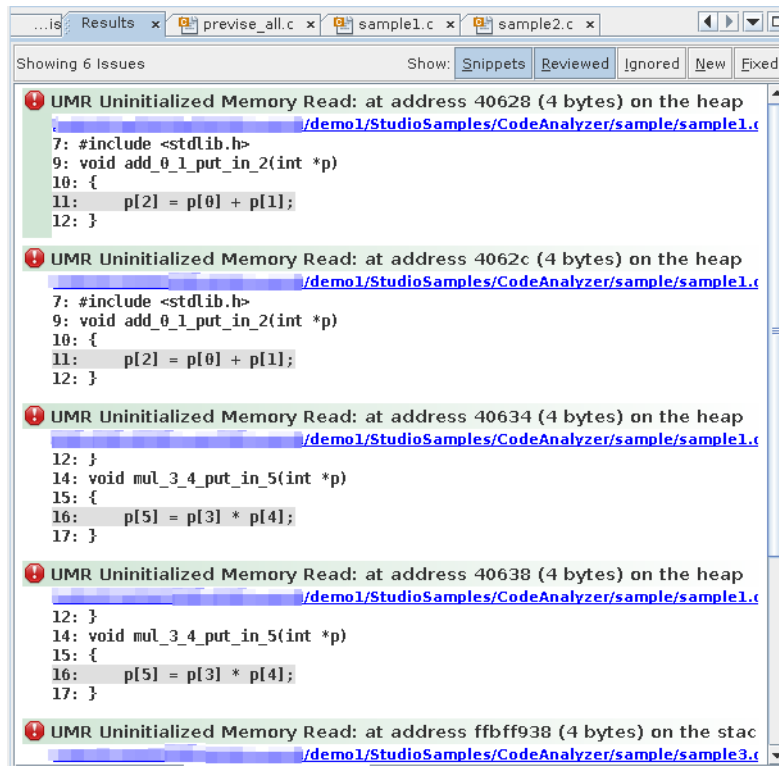 ...is Results x previse_all.c x sample1.c x sample2.c x
Showing 6 Issues Show: Snippets Reviewed Ignored New Fixed
UMR Uninitialized Memory Read: at address 40628 (4 bytes) on the heap
/demo1/StudioSamples/CodeAnalyzer/sample/sample1.c
7: #include <stdlib.h>
9: void add_0_1_put_in_2(int *p)
10: {
11: p[2] = p[0] + p[1];
12: }
UMR Uninitialized Memory Read: at address 4062c (4 bytes) on the heap
/demo1/StudioSamples/CodeAnalyzer/sample/sample1.c
7: #include <stdlib.h>
9: void add_0_1_put_in_2(int *p)
10: {
11: p[2] = p[0] + p[1];
12: }
UMR Uninitialized Memory Read: at address 40634 (4 bytes) on the heap
/demo1/StudioSamples/CodeAnalyzer/sample/sample1.c
12: }
14: void mul_3_4_put_in_5(int *p)
15: {
16: p[5] = p[3] * p[4];
17: }
UMR Uninitialized Memory Read: at address 40638 (4 bytes) on the heap
/demo1/StudioSamples/CodeAnalyzer/sample/sample1.c
12: }
14: void mul_3_4_put_in_5(int *p)
15: {
16: p[5] = p[3] * p[4];
17: }
UMR Uninitialized Memory Read: at address ffbff938 (4 bytes) on the stac
/demo1/StudioSamples/CodeAnalyzer/sample/sample3.c